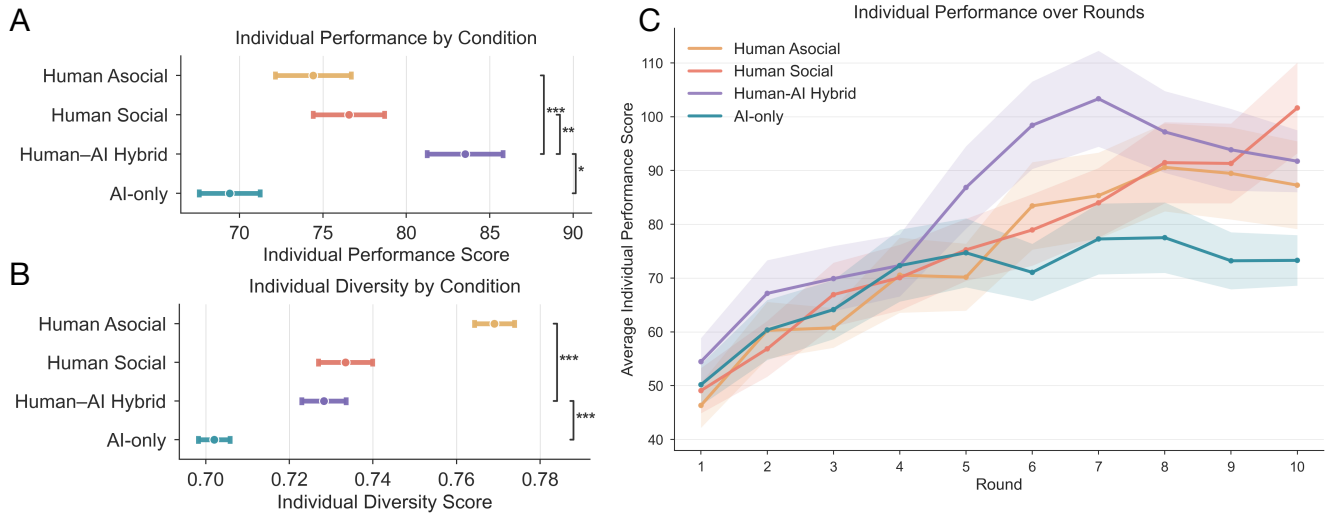 A
Individual Performance by Condition
Human Asocial
Human Social
Human–AI Hybrid
AI-only
***
**
*
70 75 80 85 90
Individual Performance Score
B
Individual Diversity by Condition
Human Asocial
Human Social
Human–AI Hybrid
AI-only
***
***
0.70 0.72 0.74 0.76 0.78
Individual Diversity Score
C
Individual Performance over Rounds
Human Asocial
Human Social
Human-AI Hybrid
AI-only
Average Individual Performance Score
110
100
90
80
70
60
50
40
1 2 3 4 5 6 7 8 9 10
Round